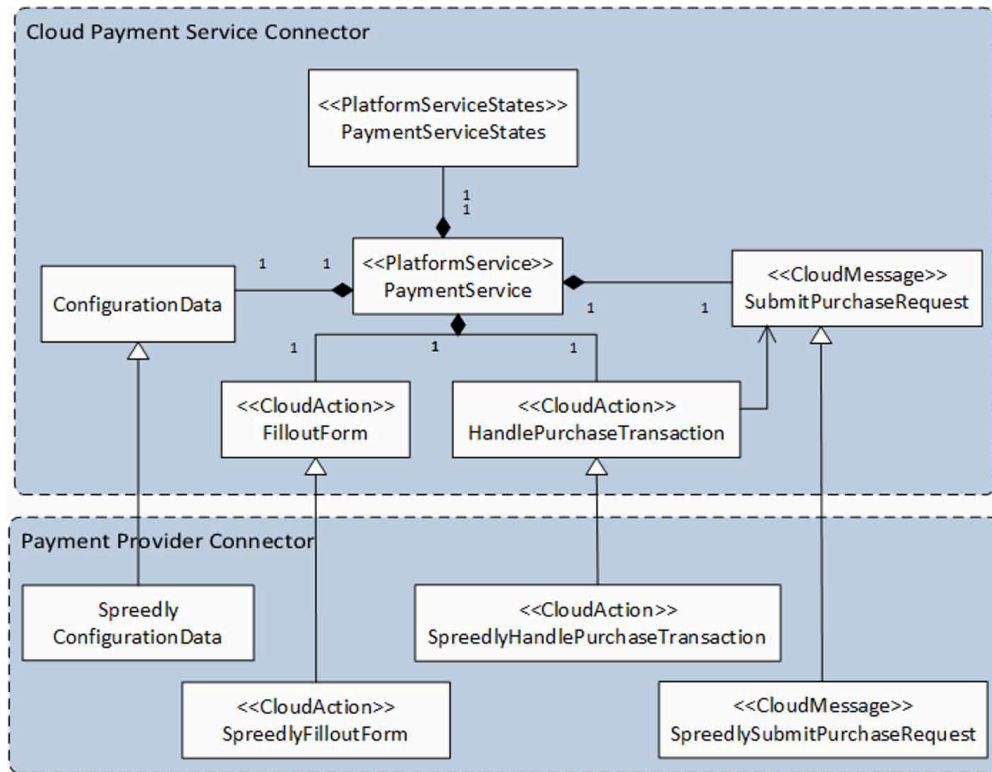 Cloud Payment Service Connector
<<PlatformServiceStates>>
PaymentServiceStates
1
1
<<PlatformService>>
PaymentService
1
1
ConfigurationData
<<CloudMessage>>
SubmitPurchaseRequest
1
1
1
1
1
<<CloudAction>>
FilloutForm
<<CloudAction>>
HandlePurchaseTransaction
Payment Provider Connector
Spreedly
ConfigurationData
<<CloudAction>>
SpreedlyHandlePurchaseTransaction
<<CloudAction>>
SpreedlyFilloutForm
<<CloudMessage>>
SpreedlySubmitPurchaseRequest